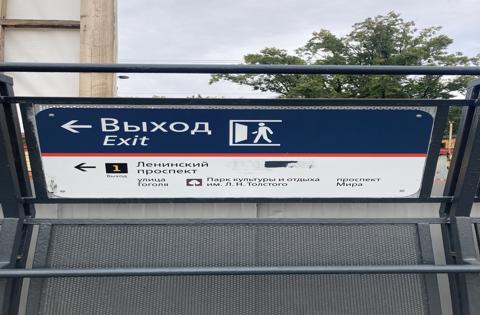 ← Выход
Exit
← 1 Ленинский
проспект
Выход
улица Парк культуры и отдыха проспект
Гоголя им. Л.Н.Толстого Мира